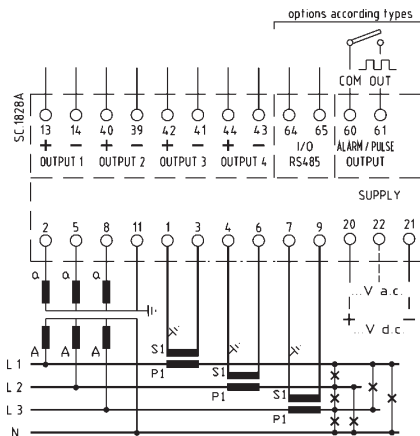 options according types
COM OUT
SC.1828A
13 14 40 39 42 41 44 43 64 65 60 61
+ − + − + − + − I/O ALARM / PULSE
OUTPUT 1 OUTPUT 2 OUTPUT 3 OUTPUT 4 RS485 OUTPUT
SUPPLY
2 5 8 11 1 3 4 6 7 9 20 22 21
a a a
...V a.c.
+ −
...V d.c.
A A A
S1
L 1
P1 S1
L 2
P1 S1
L 3
P1
N